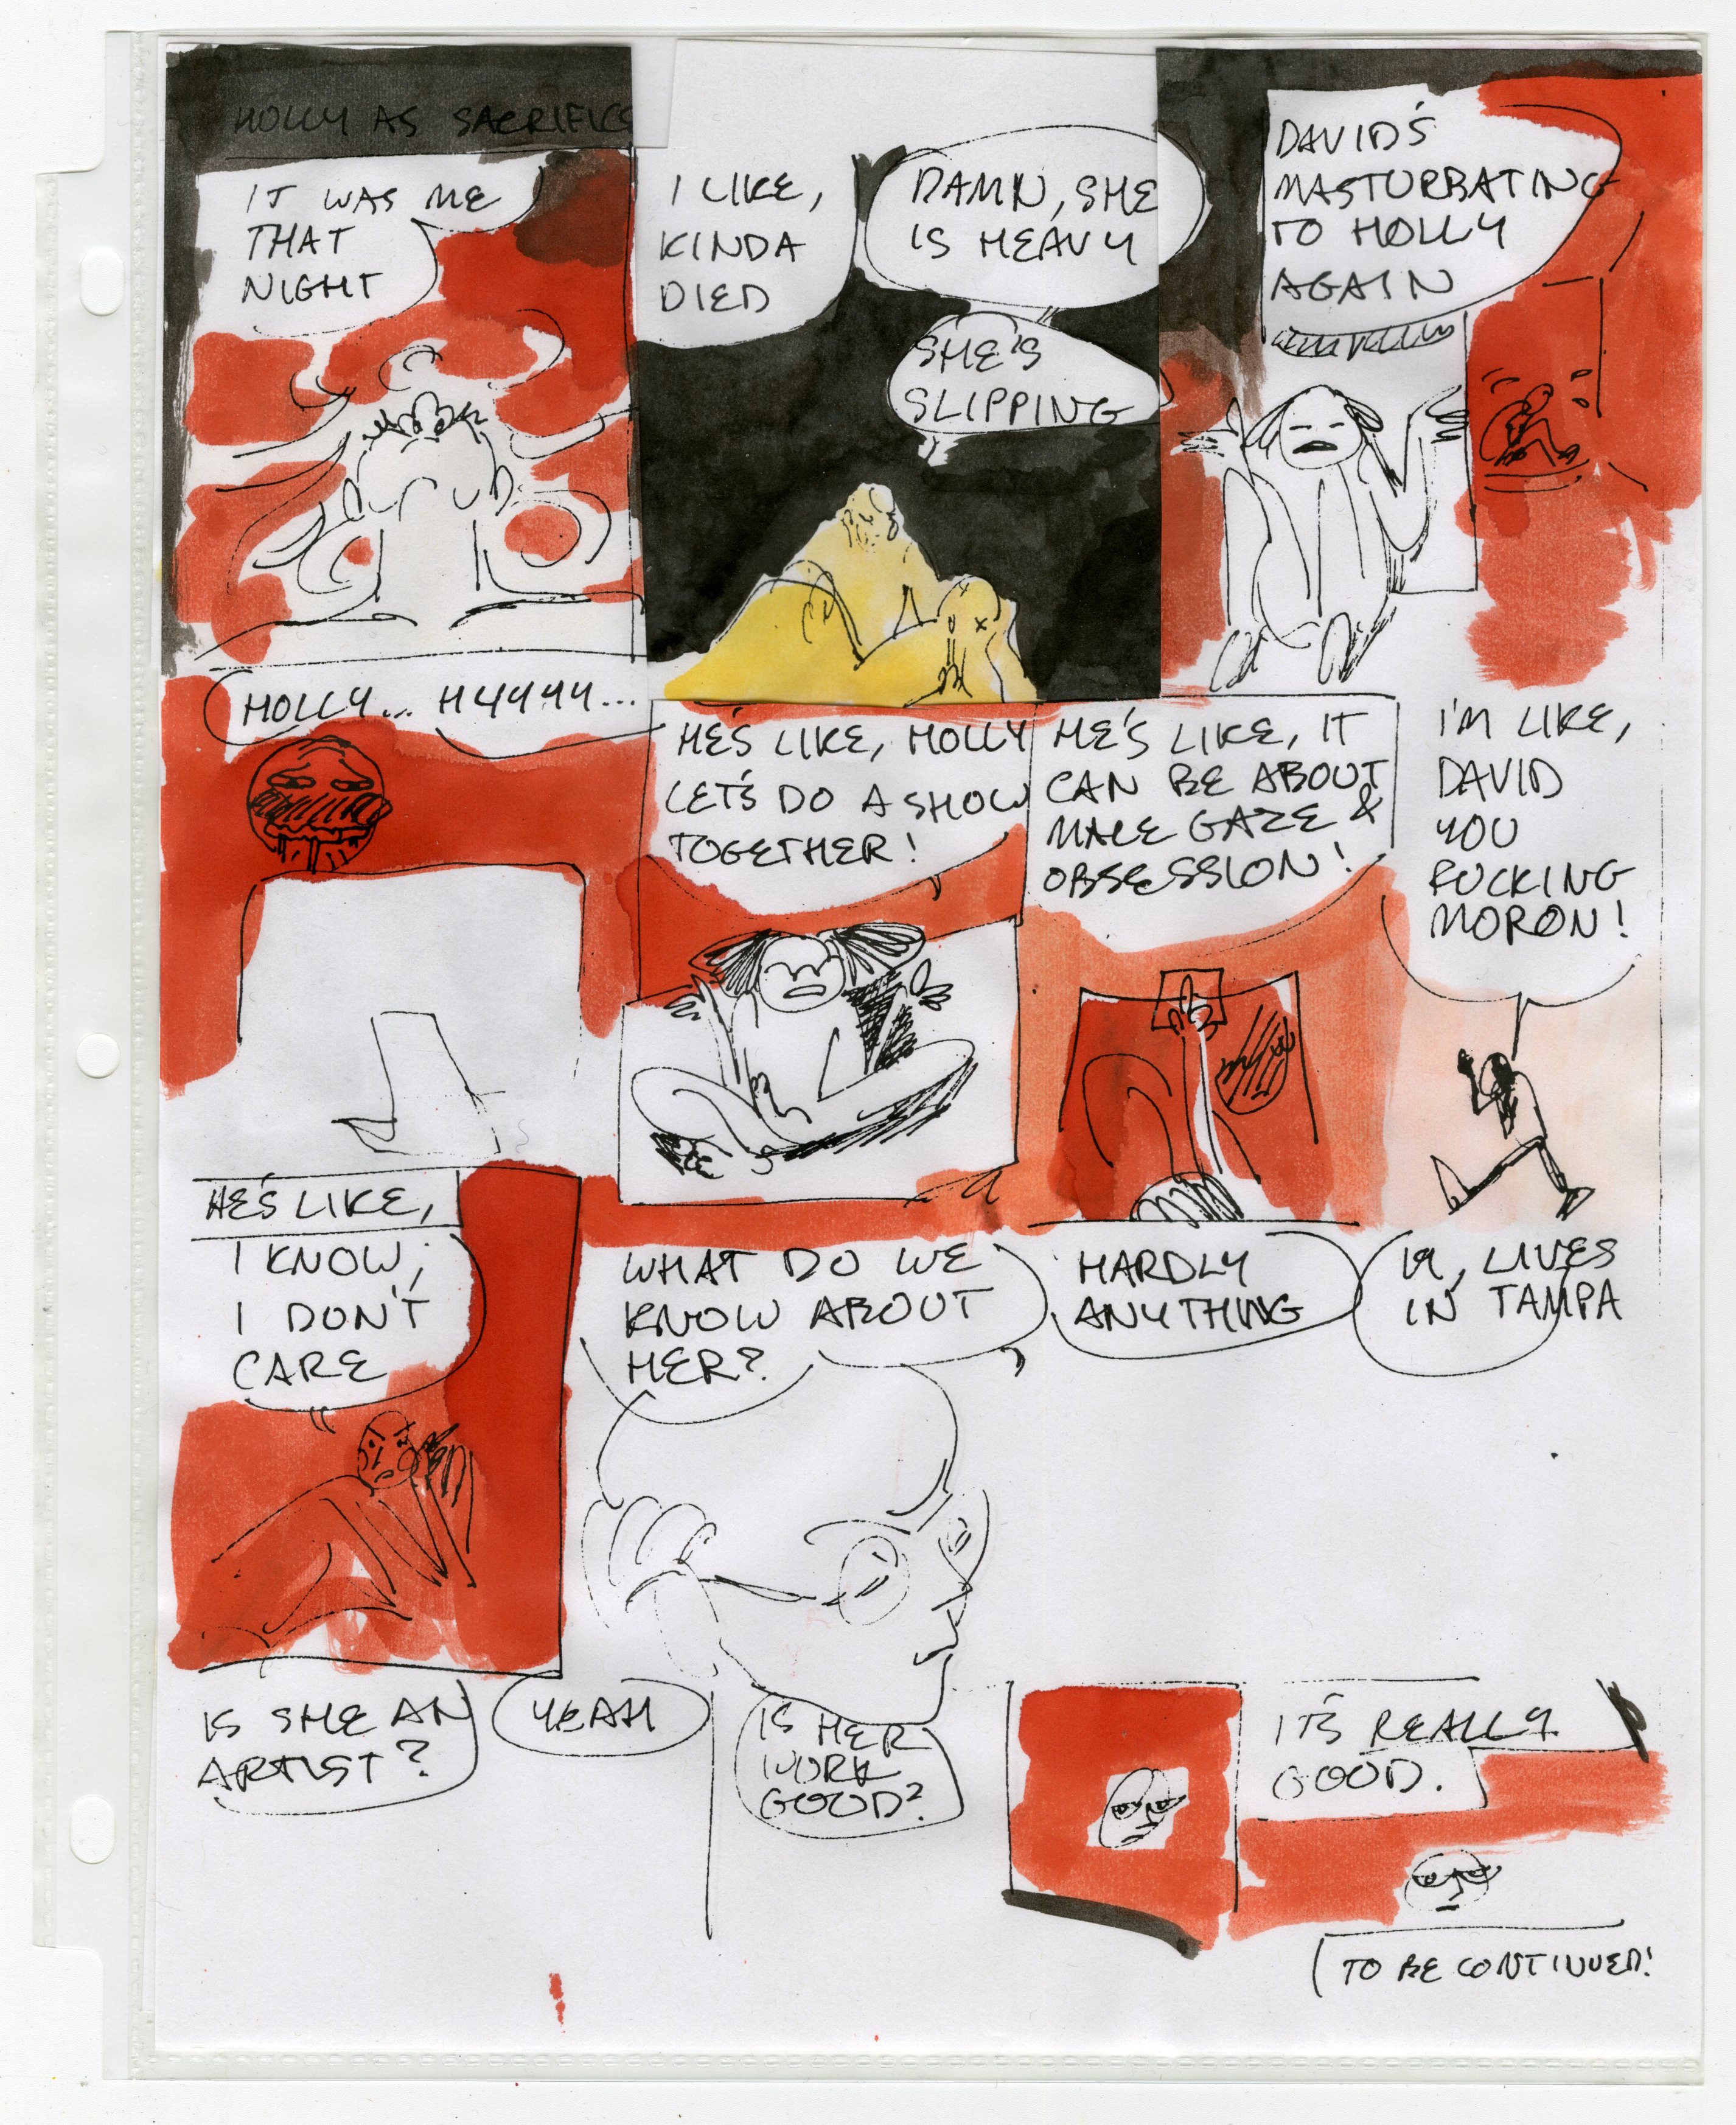 HOLLY AS SACRIFICE
IT WAS ME
THAT
NIGHT
I LIKE,
KINDA
DIED
DAMN, SHE
IS HEAVY
SHE'S
SLIPPING
DAVID'S
MASTURBATING
TO HOLLY
AGAIN
HOLLY... HYYYY...
HE'S LIKE, HOLLY
LET'S DO A SHOW
TOGETHER!
HE'S LIKE, IT
CAN BE ABOUT
MALE GAZE &
OBSESSION!
I'M LIKE,
DAVID
YOU
FUCKING
MORON!
HE'S LIKE,
I KNOW,
I DON'T
CARE
WHAT DO WE
KNOW ABOUT
HER?
HARDLY
ANYTHING
19, LIVES
IN TAMPA
IS SHE AN
ARTIST?
YEAH
IS HER
WORK
GOOD?
IT'S REALLY
GOOD.
TO BE CONTINUED!